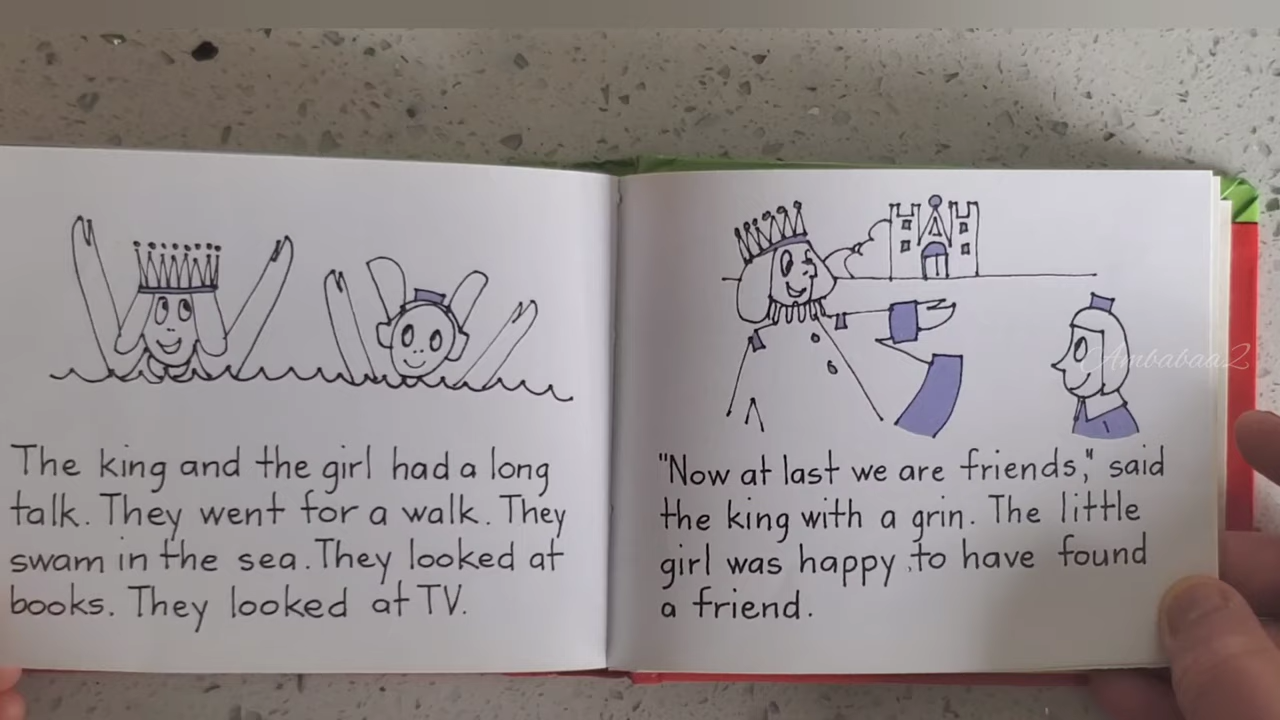 The king and the girl had a long
talk. They went for a walk. They
swam in the sea. They looked at
books. They looked at TV.
"Now at last we are friends," said
the king with a grin. The little
girl was happy to have found
a friend.
Ambabaa2